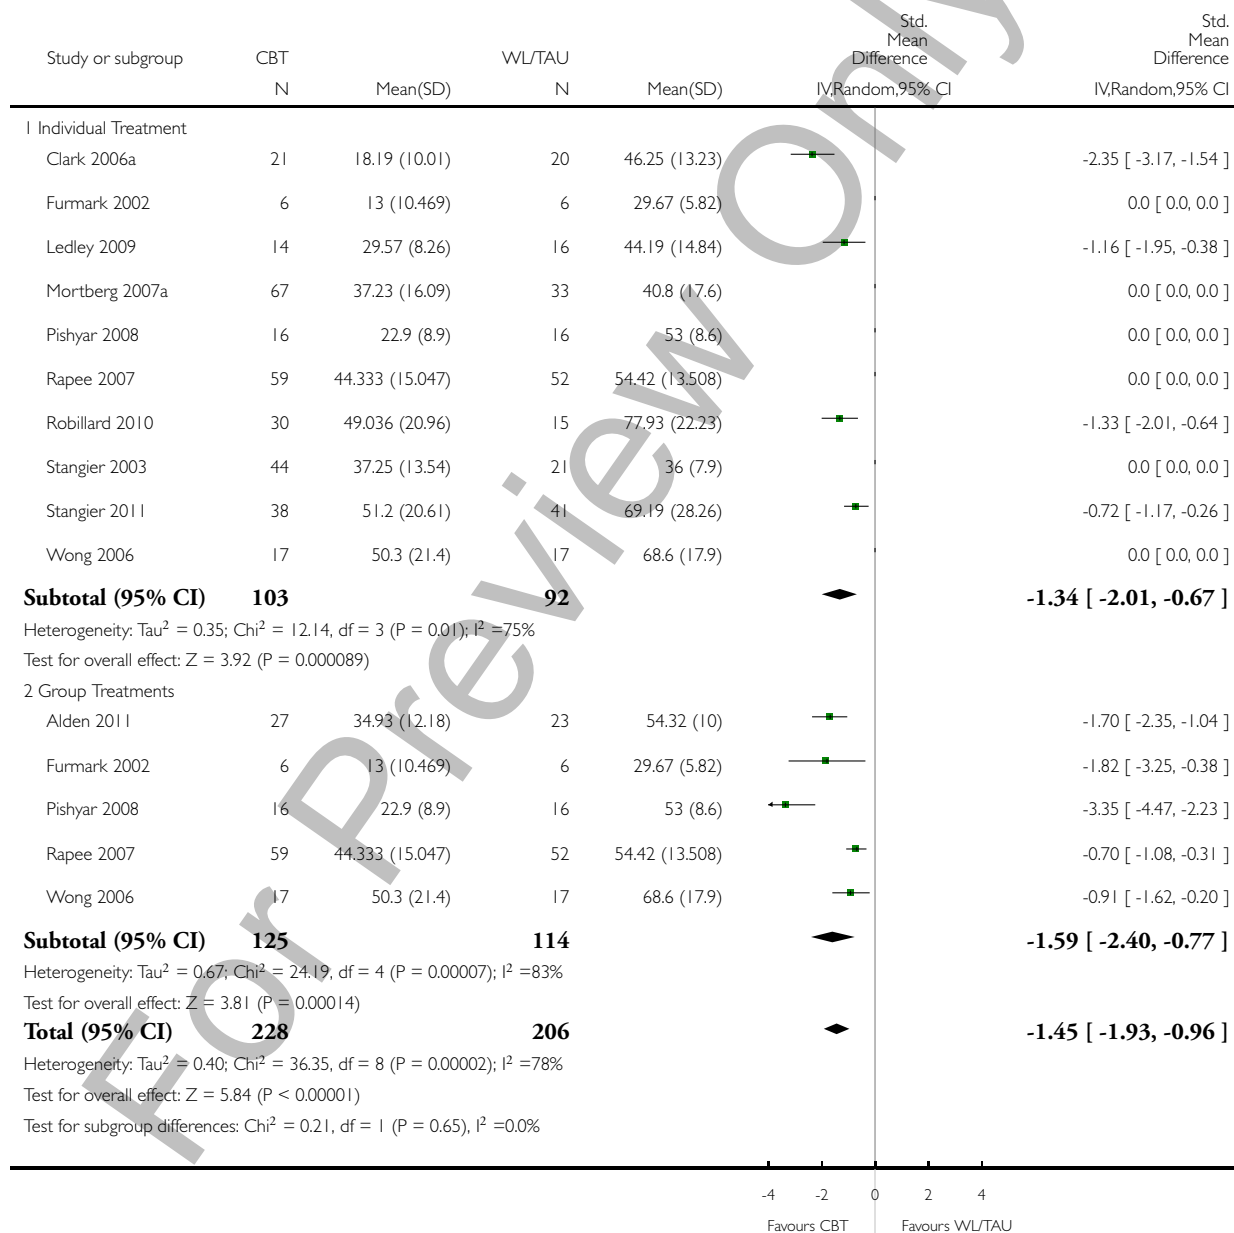 Study or subgroup CBT WL/TAU Std. Mean Difference Std. Mean Difference
N Mean(SD) N Mean(SD) IV,Random,95% CI IV,Random,95% CI
1 Individual Treatment
Clark 2006a 21 18.19 (10.01) 20 46.25 (13.23) -2.35 [ -3.17, -1.54 ]
Furmark 2002 6 13 (10.469) 6 29.67 (5.82) 0.0 [ 0.0, 0.0 ]
Ledley 2009 14 29.57 (8.26) 16 44.19 (14.84) -1.16 [ -1.95, -0.38 ]
Mortberg 2007a 67 37.23 (16.09) 33 40.8 (17.6) 0.0 [ 0.0, 0.0 ]
Pishyar 2008 16 22.9 (8.9) 16 53 (8.6) 0.0 [ 0.0, 0.0 ]
Rapee 2007 59 44.333 (15.047) 52 54.42 (13.508) 0.0 [ 0.0, 0.0 ]
Robillard 2010 30 49.036 (20.96) 15 77.93 (22.23) -1.33 [ -2.01, -0.64 ]
Stangier 2003 44 37.25 (13.54) 21 36 (7.9) 0.0 [ 0.0, 0.0 ]
Stangier 2011 38 51.2 (20.61) 41 69.19 (28.26) -0.72 [ -1.17, -0.26 ]
Wong 2006 17 50.3 (21.4) 17 68.6 (17.9) 0.0 [ 0.0, 0.0 ]
Subtotal (95% CI) 103 92 -1.34 [ -2.01, -0.67 ]
Heterogeneity: Tau² = 0.35; Chi² = 12.14, df = 3 (P = 0.01); I² =75%
Test for overall effect: Z = 3.92 (P = 0.000089)
2 Group Treatments
Alden 2011 27 34.93 (12.18) 23 54.32 (10) -1.70 [ -2.35, -1.04 ]
Furmark 2002 6 13 (10.469) 6 29.67 (5.82) -1.82 [ -3.25, -0.38 ]
Pishyar 2008 16 22.9 (8.9) 16 53 (8.6) -3.35 [ -4.47, -2.23 ]
Rapee 2007 59 44.333 (15.047) 52 54.42 (13.508) -0.70 [ -1.08, -0.31 ]
Wong 2006 17 50.3 (21.4) 17 68.6 (17.9) -0.91 [ -1.62, -0.20 ]
Subtotal (95% CI) 125 114 -1.59 [ -2.40, -0.77 ]
Heterogeneity: Tau² = 0.67; Chi² = 24.19, df = 4 (P = 0.00007); I² =83%
Test for overall effect: Z = 3.81 (P = 0.00014)
Total (95% CI) 228 206 -1.45 [ -1.93, -0.96 ]
Heterogeneity: Tau² = 0.40; Chi² = 36.35, df = 8 (P = 0.00002); I² =78%
Test for overall effect: Z = 5.84 (P < 0.00001)
Test for subgroup differences: Chi² = 0.21, df = 1 (P = 0.65), I² =0.0%
-4 -2 0 2 4
Favours CBT Favours WL/TAU
For Preview Only